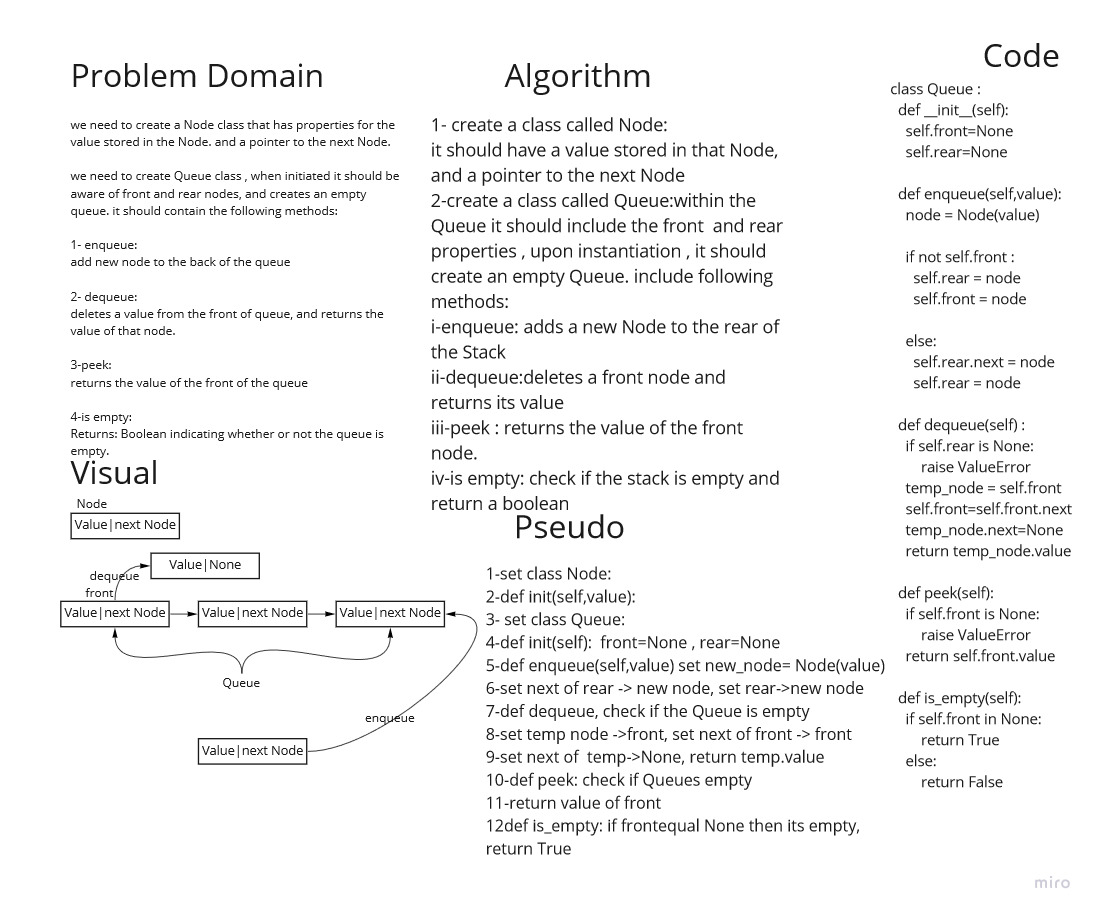 Problem Domain
we need to create a Node class that has properties for the
value stored in the Node. and a pointer to the next Node.
we need to create Queue class , when initiated it should be
aware of front and rear nodes, and creates an empty
queue. it should contain the following methods:
1- enqueue:
add new node to the back of the queue
2- dequeue:
deletes a value from the front of queue, and returns the
value of that node.
3-peek:
returns the value of the front of the queue
4-is empty:
Returns: Boolean indicating whether or not the queue is
empty.
Visual
Node
Value|next Node
Value|None
dequeue
front
Value|next Node
Value|next Node
Value|next Node
Queue
enqueue
Value|next Node
Algorithm
1- create a class called Node:
it should have a value stored in that Node,
and a pointer to the next Node
2-create a class called Queue:within the
Queue it should include the front  and rear
properties , upon instantiation , it should
create an empty Queue. include following
methods:
i-enqueue: adds a new Node to the rear of
the Stack
ii-dequeue:deletes a front node and
returns its value
iii-peek : returns the value of the front
node.
iv-is empty: check if the stack is empty and
return a boolean
Pseudo
1-set class Node:
2-def init(self,value):
3- set class Queue:
4-def init(self):  front=None , rear=None
5-def enqueue(self,value) set new_node= Node(value)
6-set next of rear -> new node, set rear->new node
7-def dequeue, check if the Queue is empty
8-set temp node ->front, set next of front -> front
9-set next of  temp->None, return temp.value
10-def peek: check if Queues empty
11-return value of front
12def is_empty: if frontequal None then its empty,
return True
Code
class Queue :
def __init__(self):
self.front=None
self.rear=None
def enqueue(self,value):
node = Node(value)
if not self.front :
self.rear = node
self.front = node
else:
self.rear.next = node
self.rear = node
def dequeue(self) :
if self.rear is None:
raise ValueError
temp_node = self.front
self.front=self.front.next
temp_node.next=None
return temp_node.value
def peek(self):
if self.front is None:
raise ValueError
return self.front.value
def is_empty(self):
if self.front in None:
return True
else:
return False
miro